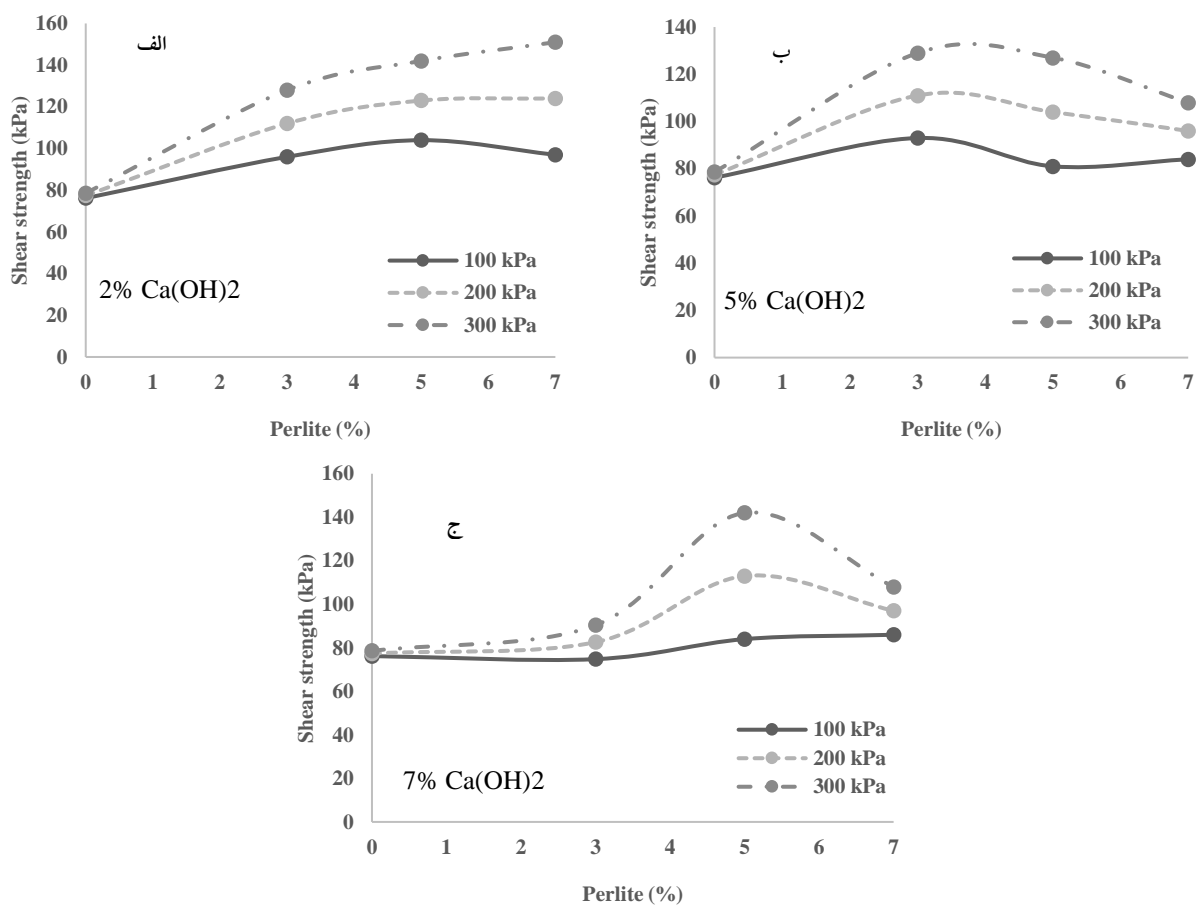 الف
Shear strength (kPa)
160
140
120
100
80
60
40
20
0
2% Ca(OH)2
100 kPa
200 kPa
300 kPa
0 1 2 3 4 5 6 7
Perlite (%)
ب
Shear strength (kPa)
140
120
100
80
60
40
20
0
5% Ca(OH)2
100 kPa
200 kPa
300 kPa
0 1 2 3 4 5 6 7
Perlite (%)
ج
Shear strength (kPa)
160
140
120
100
80
60
40
20
0
7% Ca(OH)2
100 kPa
200 kPa
300 kPa
0 1 2 3 4 5 6 7
Perlite (%)